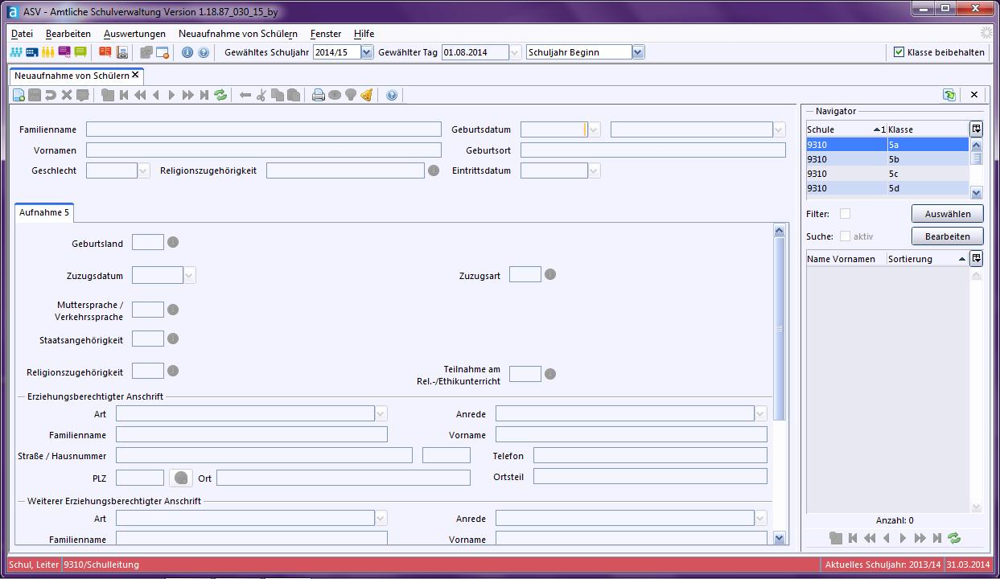 ASV - Amtliche Schulverwaltung Version 1.18.87_030_15_by
Datei Bearbeiten Auswertungen Neuaufnahme von Schülern Fenster Hilfe
Gewähltes Schuljahr 2014/15 Gewählter Tag 01.08.2014 Schuljahr Beginn Klasse beibehalten
Neuaufnahme von Schülern
Familienname Geburtsdatum
Vornamen Geburtsort
Geschlecht Religionszugehörigkeit Eintrittsdatum
Aufnahme 5
Geburtsland
Zuzugsdatum Zuzugsart
Muttersprache /
Verkehrssprache
Staatsangehörigkeit
Religionszugehörigkeit
Teilnahme am
Rel.-/Ethikunterricht
Erziehungsberechtigter Anschrift
Art Anrede
Familienname Vorname
Straße / Hausnummer Telefon
PLZ Ort Ortsteil
Weiterer Erziehungsberechtigter Anschrift
Art Anrede
Familienname Vorname
Navigator
Schule 1 Klasse
9310 5a
9310 5b
9310 5c
9310 5d
Filter: Auswählen
Suche: aktiv Bearbeiten
Name Vornamen Sortierung
Anzahl: 0
Schul, Leiter 9310/Schulleitung Aktuelles Schuljahr: 2013/14 31.03.2014